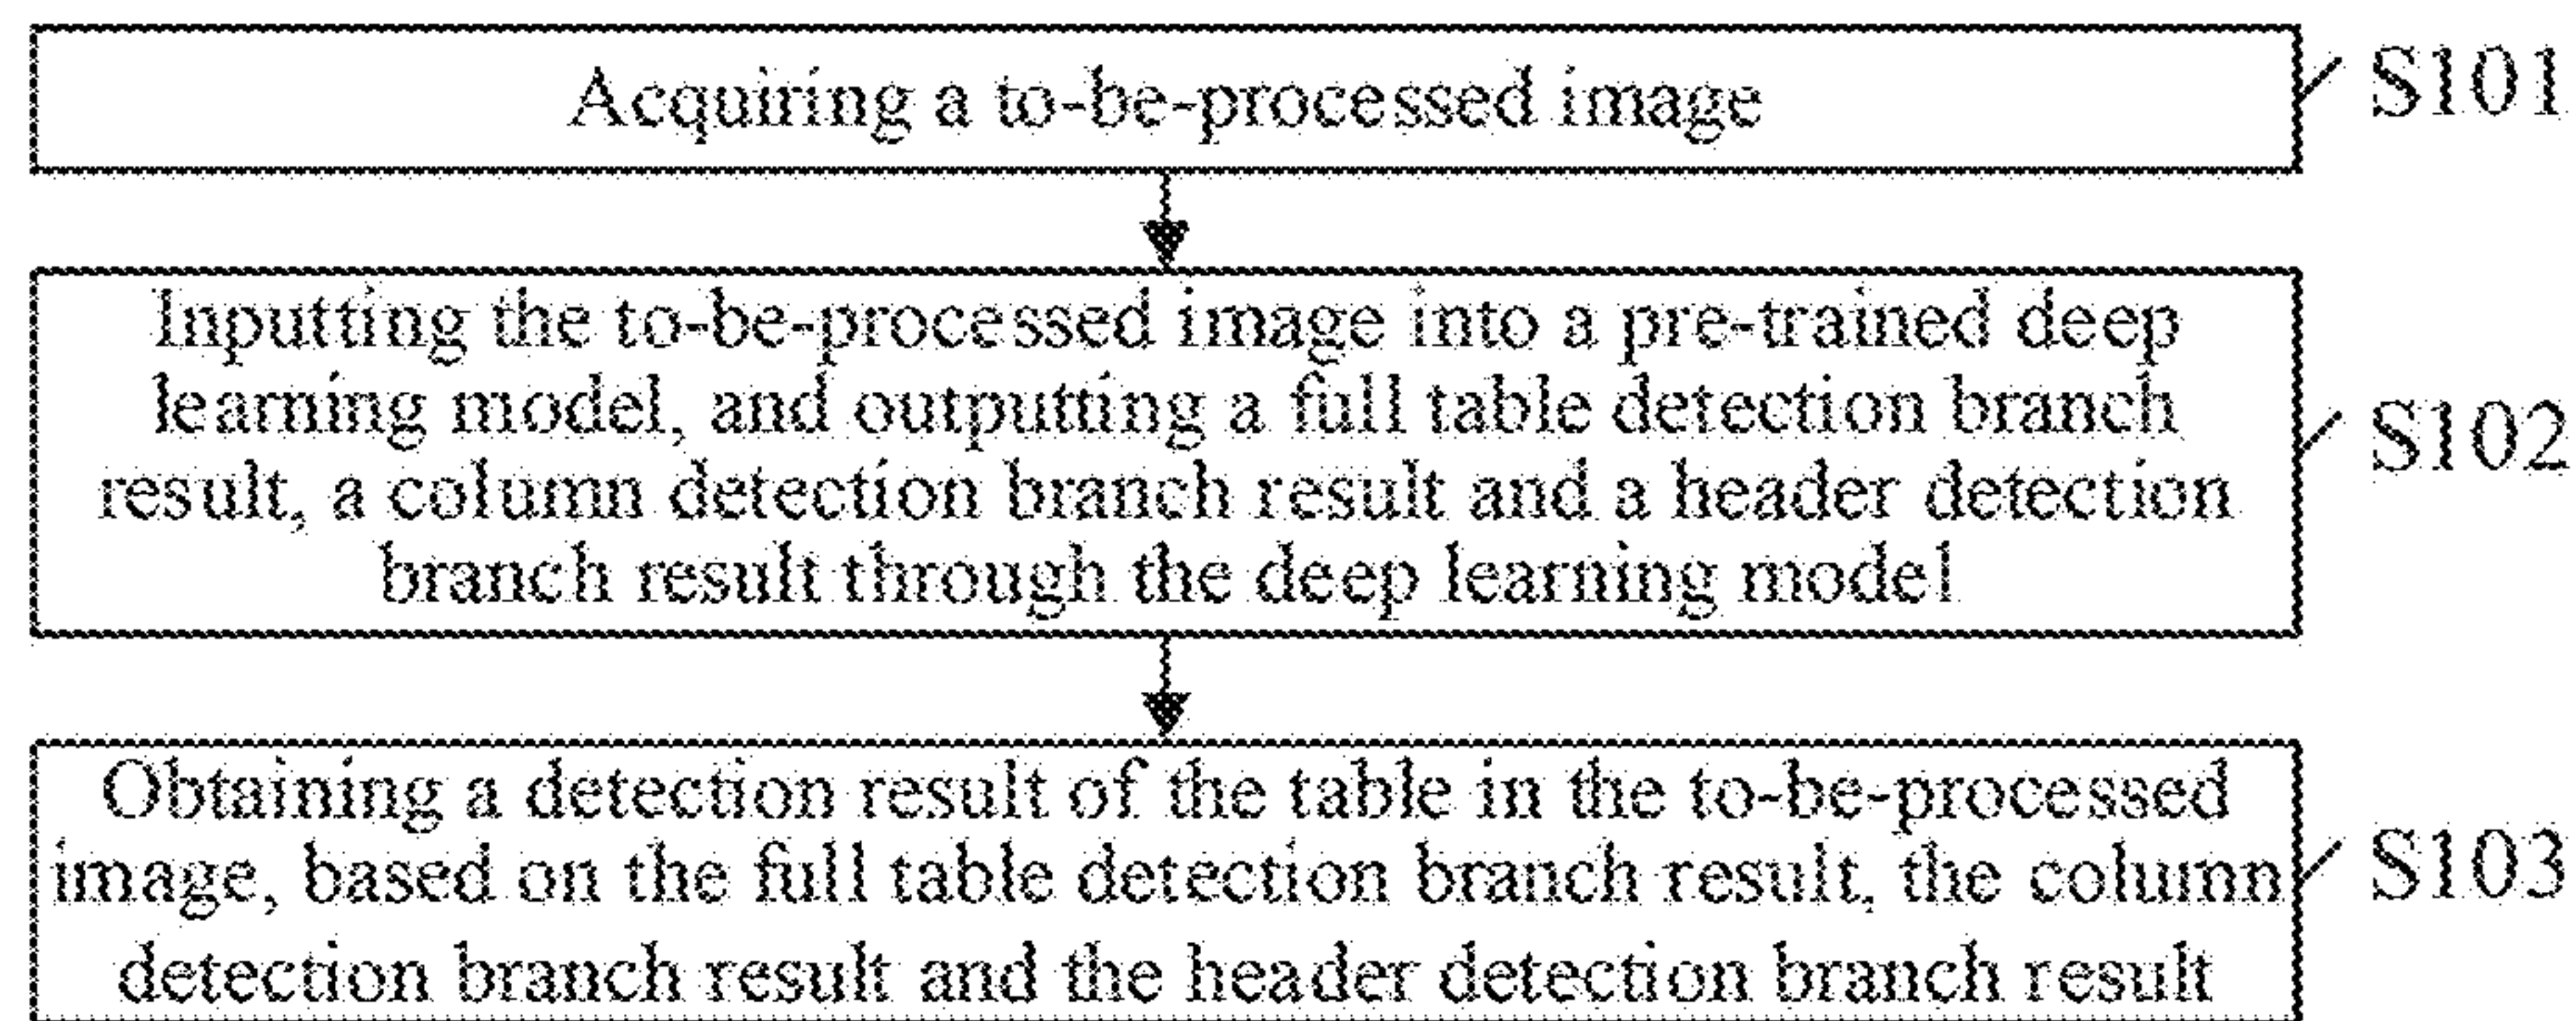 Acquiring a to-be-processed image
S101
Inputting the to-be-processed image into a pre-trained deep
learning model, and outputting a full table detection branch
result, a column detection branch result and a header detection
branch result through the deep learning model
S102
Obtaining a detection result of the table in the to-be-processed
image, based on the full table detection branch result, the column
detection branch result and the header detection branch result
S103